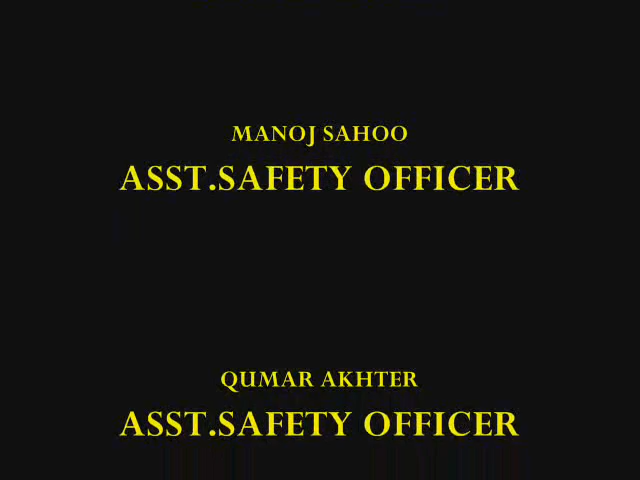 MANOJ SAHOO
ASST.SAFETY OFFICER
QUMAR AKHTER
ASST.SAFETY OFFICER